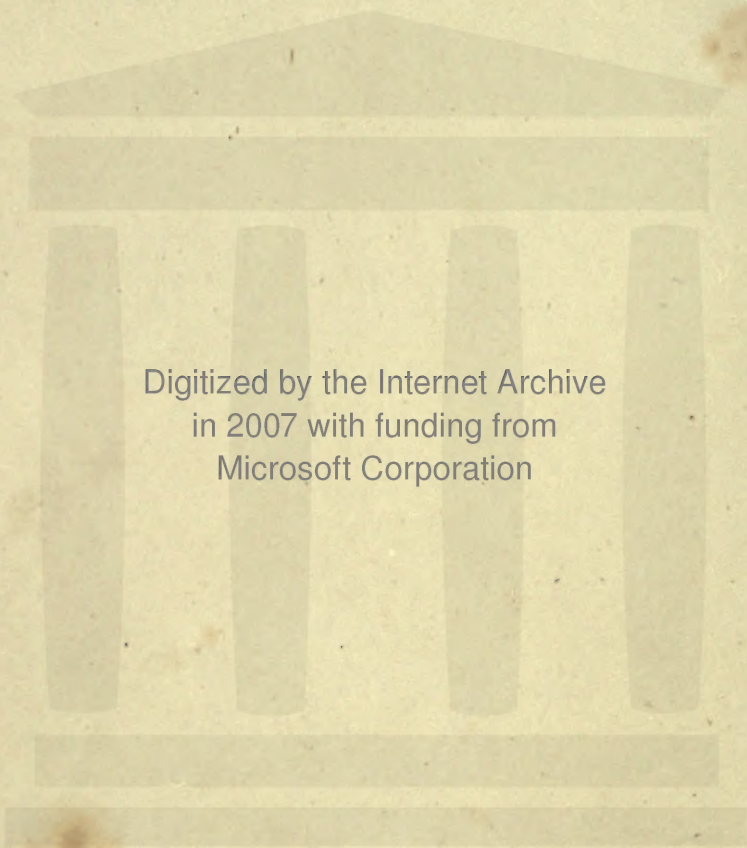 Digitized by the Internet Archive
in 2007 with funding from
Microsoft Corporation